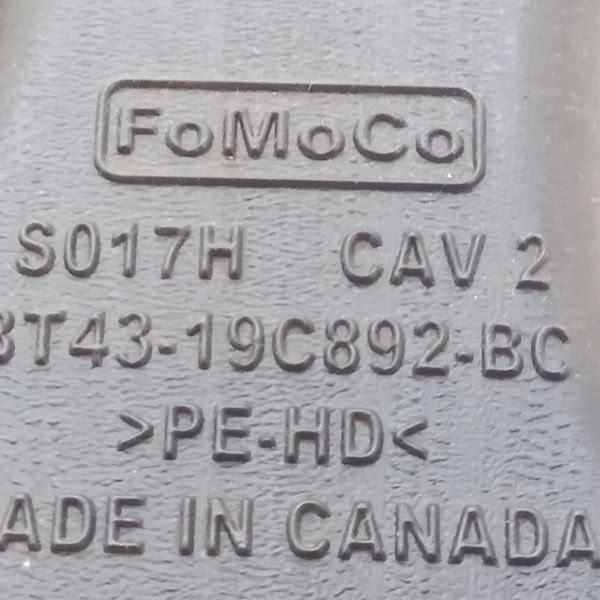 FoMoCo
S017H CAV 2
3T43-19C892-BC
>PE-HD<
ADE IN CANADA